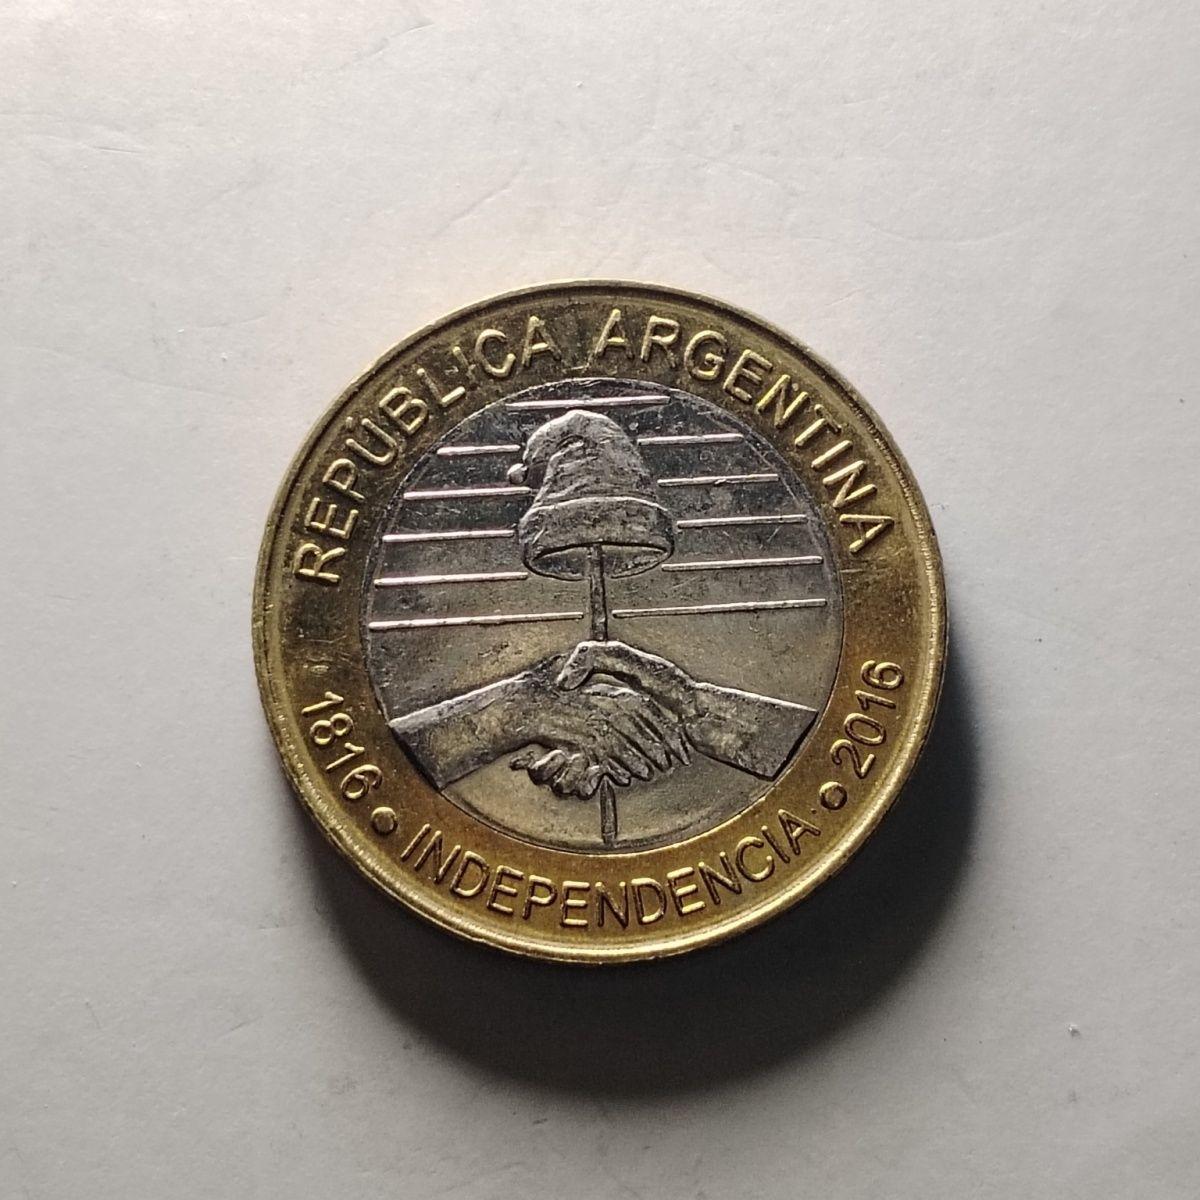 REPÚBLICA ARGENTINA
1816 • INDEPENDENCIA • 2016